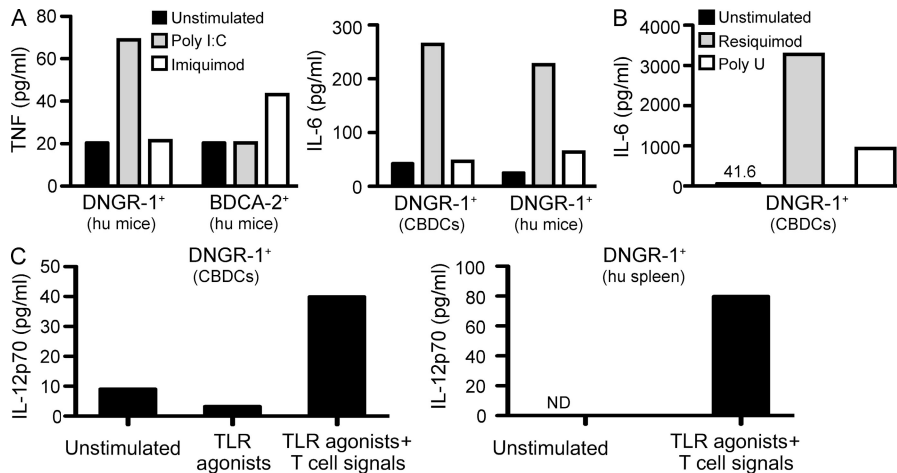 A
TNF (pg/ml)
80
60
40
20
0
Unstimulated
Poly I:C
Imiquimod
DNGR-1⁺
(hu mice)
BDCA-2⁺
(hu mice)
IL-6 (pg/ml)
300
200
100
0
DNGR-1⁺
(CBDCs)
DNGR-1⁺
(hu mice)
B
IL-6 (pg/ml)
4000
3000
2000
1000
0
Unstimulated
Resiquimod
Poly U
41.6
DNGR-1⁺
(CBDCs)
C
DNGR-1⁺
(CBDCs)
IL-12p70 (pg/ml)
50
40
30
20
10
0
Unstimulated
TLR
agonists
TLR agonists+
T cell signals
DNGR-1⁺
(hu spleen)
IL-12p70 (pg/ml)
100
80
60
40
20
0
ND
Unstimulated
TLR agonists+
T cell signals